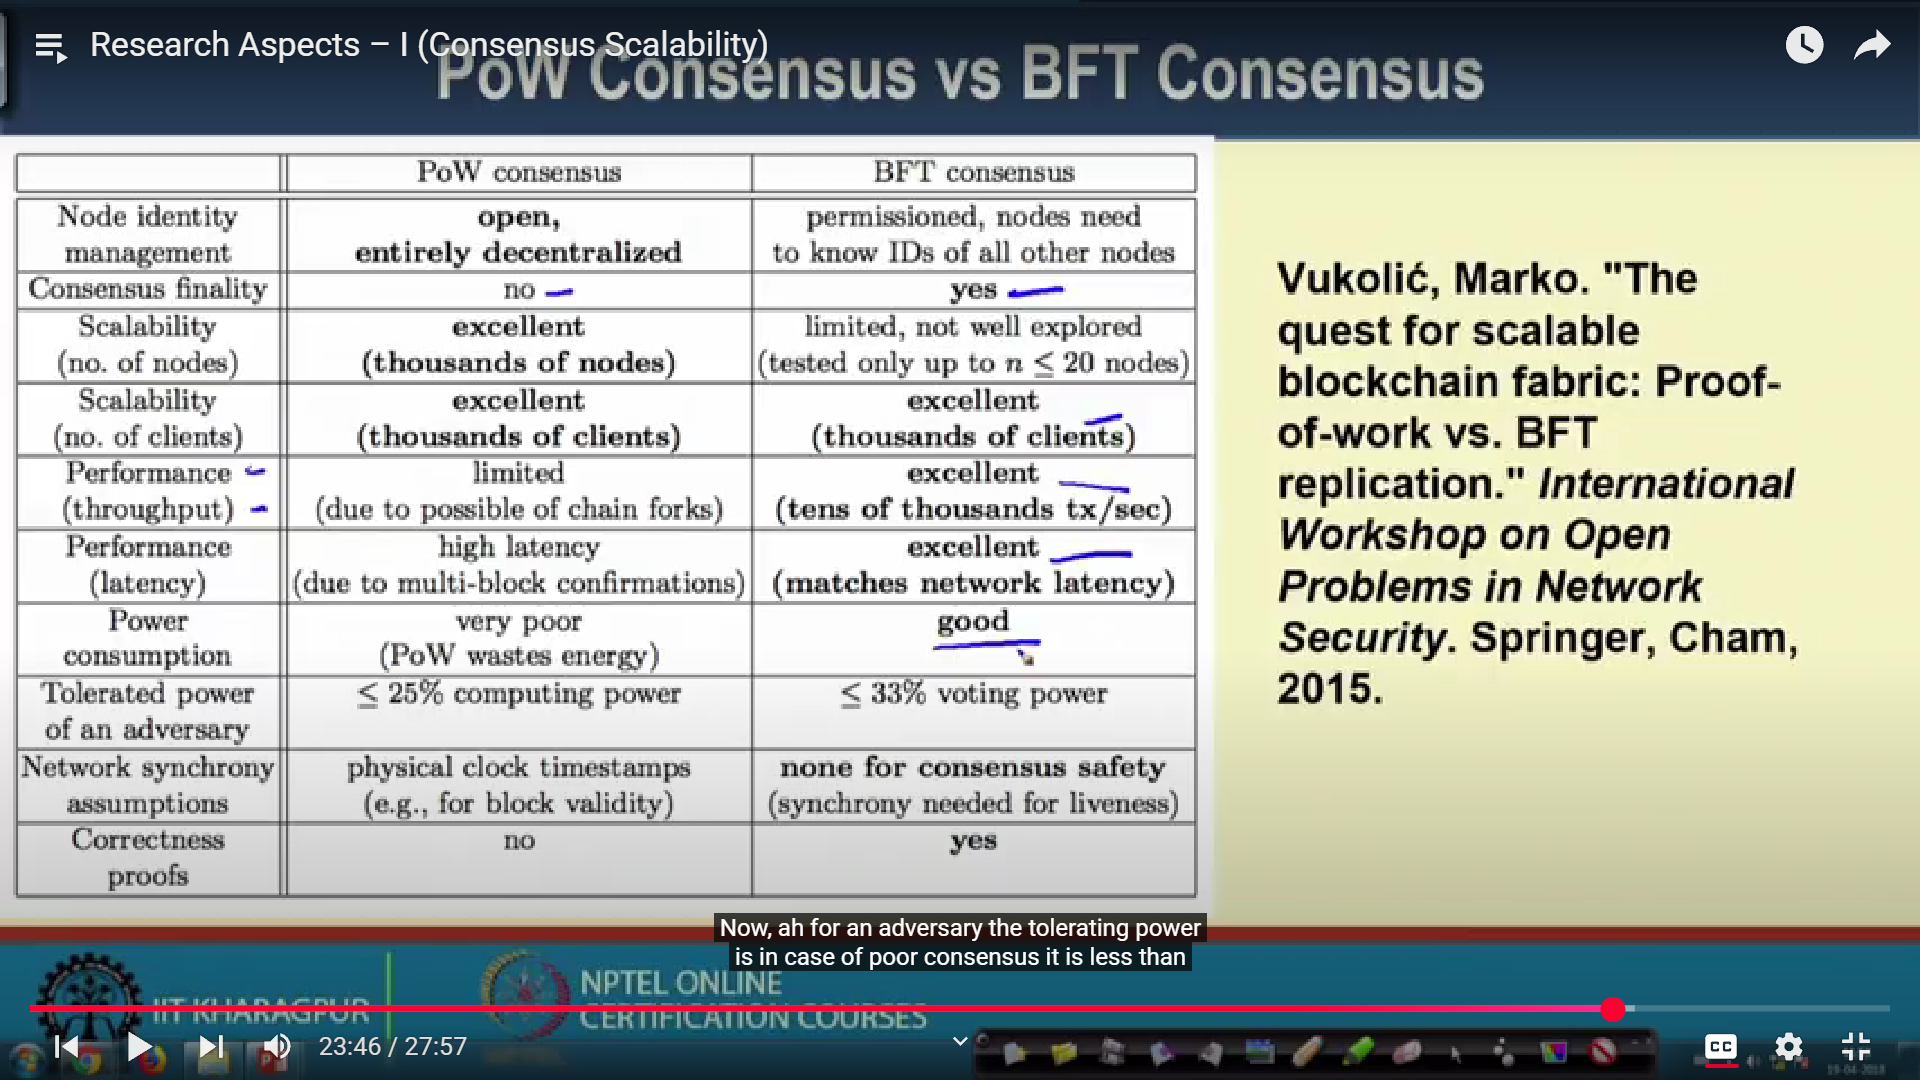 Research Aspects – I (Consensus Scalability)
PoW Consensus vs BFT Consensus
PoW consensus
BFT consensus
Node identity
management
open,
entirely decentralized
permissioned, nodes need
to know IDs of all other nodes
Consensus finality
no
yes
Scalability
(no. of nodes)
excellent
(thousands of nodes)
limited, not well explored
(tested only up to n ≤ 20 nodes)
Scalability
(no. of clients)
excellent
(thousands of clients)
excellent
(thousands of clients)
Performance
(throughput)
limited
(due to possible of chain forks)
excellent
(tens of thousands tx/sec)
Performance
(latency)
high latency
(due to multi-block confirmations)
excellent
(matches network latency)
Power
consumption
very poor
(PoW wastes energy)
good
Tolerated power
of an adversary
≤ 25% computing power
≤ 33% voting power
Network synchrony
assumptions
physical clock timestamps
(e.g., for block validity)
none for consensus safety
(synchrony needed for liveness)
Correctness
proofs
no
yes
Vukolić, Marko. "The
quest for scalable
blockchain fabric: Proof-
of-work vs. BFT
replication." International
Workshop on Open
Problems in Network
Security. Springer, Cham,
2015.
Now, ah for an adversary the tolerating power
is in case of poor consensus it is less than
IIT KHARAGPUR
NPTEL ONLINE
CERTIFICATION COURSES
23:46 / 27:57
CC
19-04-2018